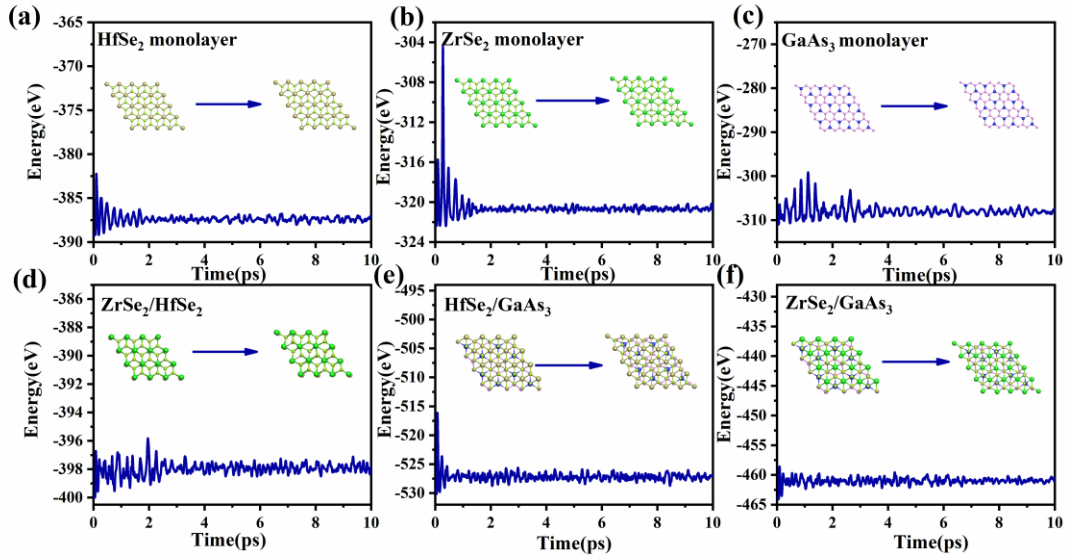 (a)
HfSe₂ monolayer
Energy(eV)
-365
-370
-375
-380
-385
-390
0 2 4 6 8 10
Time(ps)
(b)
ZrSe₂ monolayer
Energy(eV)
-304
-308
-312
-316
-320
-324
0 2 4 6 8 10
Time(ps)
(c)
GaAs₃ monolayer
Energy(eV)
-270
-280
-290
-300
-310
0 2 4 6 8 10
Time(ps)
(d)
ZrSe₂/HfSe₂
Energy(eV)
-386
-388
-390
-392
-394
-396
-398
-400
0 2 4 6 8 10
Time(ps)
(e)
HfSe₂/GaAs₃
Energy(eV)
-495
-500
-505
-510
-515
-520
-525
-530
0 2 4 6 8 10
Time(ps)
(f)
ZrSe₂/GaAs₃
Energy(eV)
-430
-435
-440
-445
-450
-455
-460
-465
0 2 4 6 8 10
Time(ps)